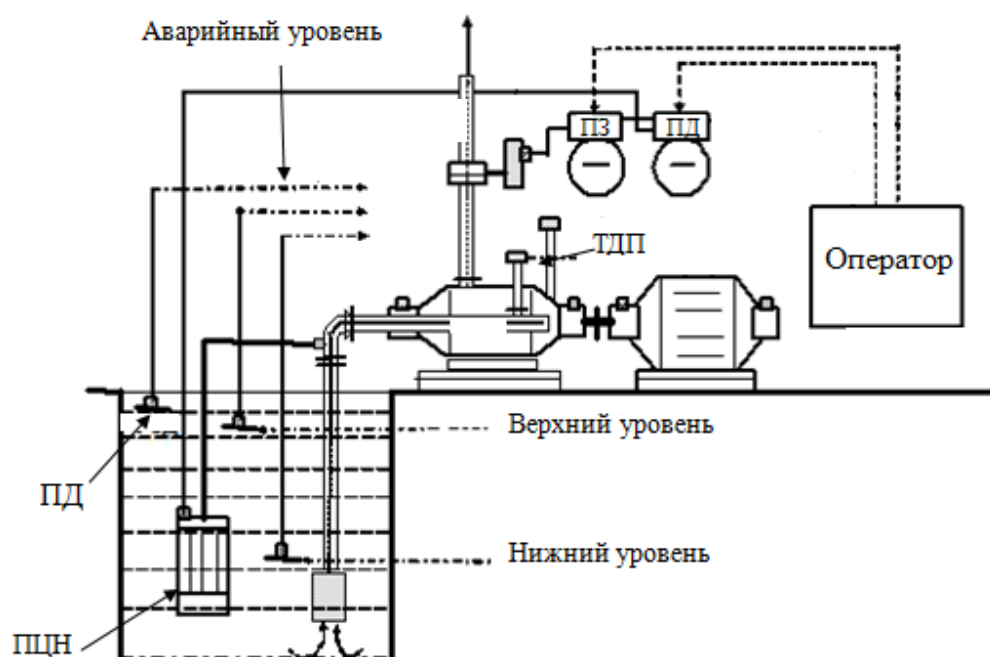 Аварийный уровень
ПЗ
ПД
ТДП
Оператор
Верхний уровень
ПД
Нижний уровень
ПЦН